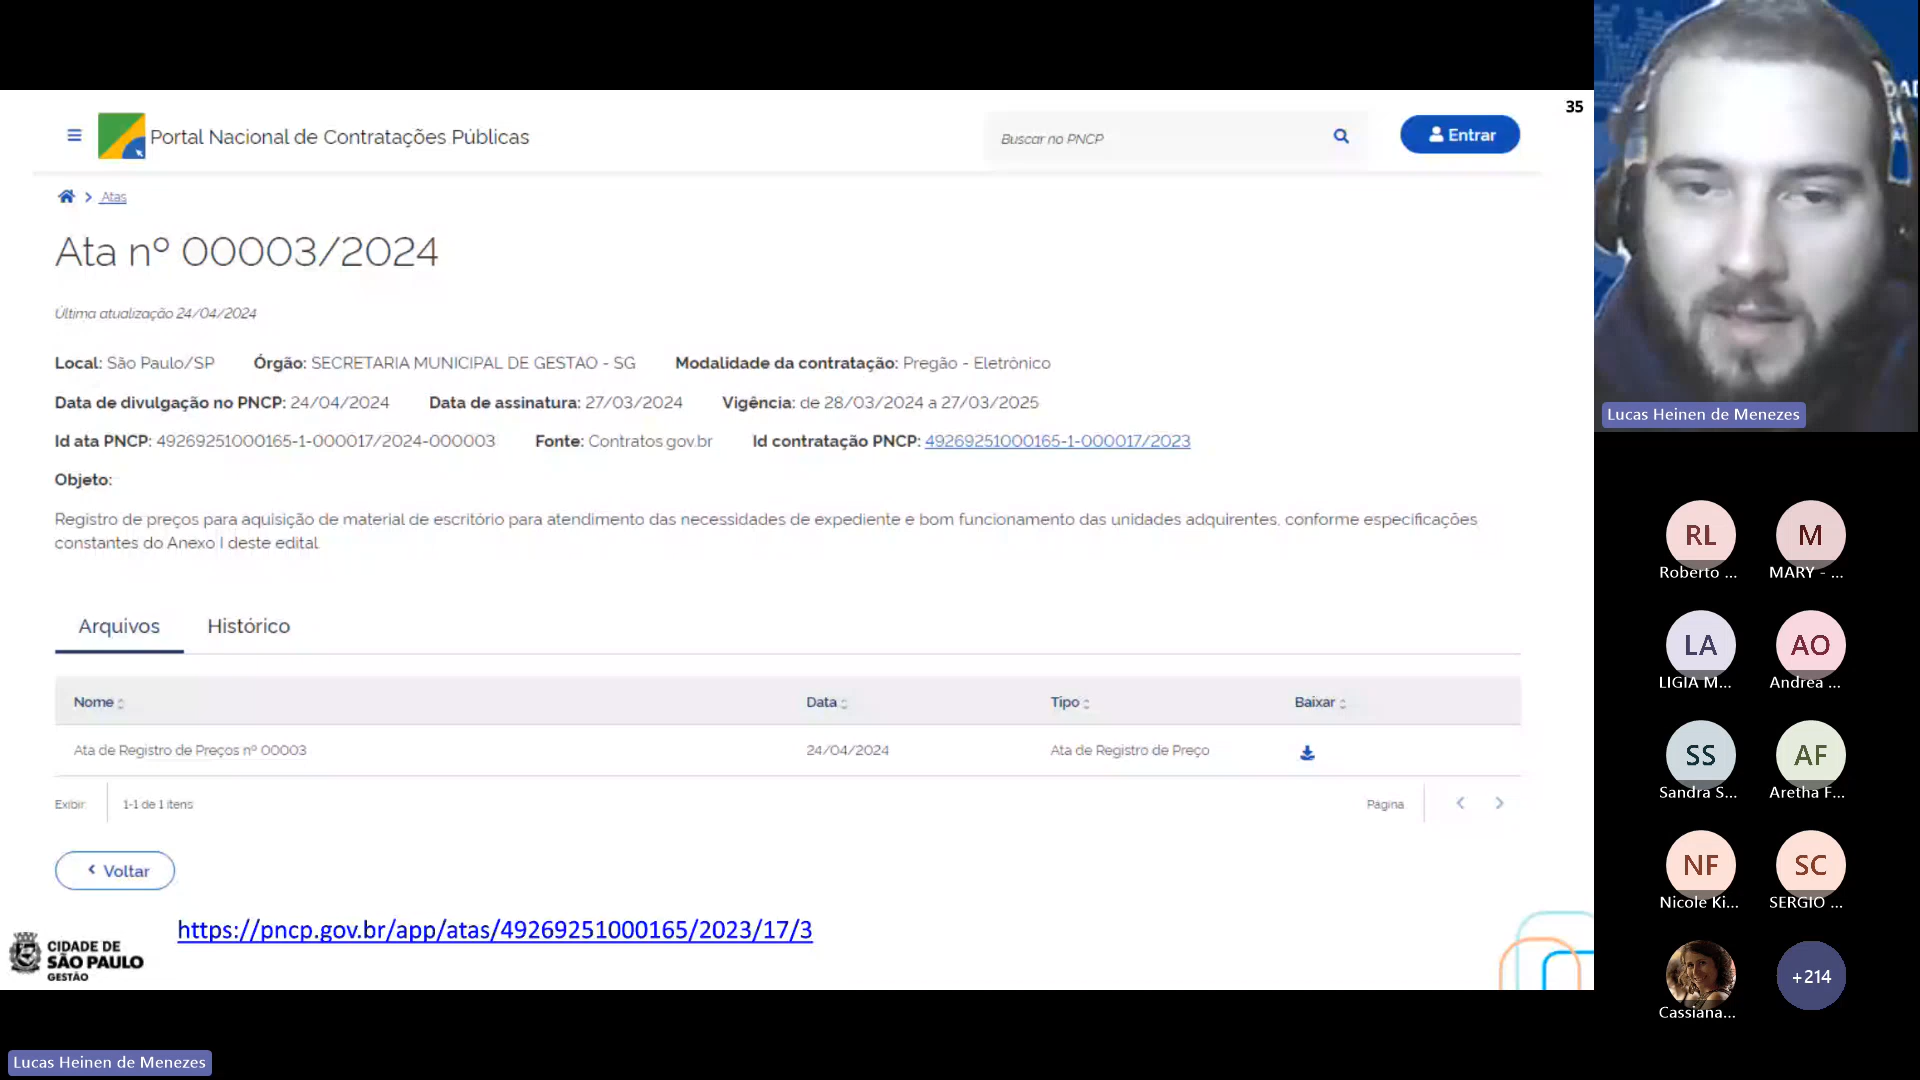 35
Portal Nacional de Contratações Públicas
Buscar no PNCP
Entrar
Atas
Ata nº 00003/2024
Última atualização 24/04/2024
Local: São Paulo/SP Órgão: SECRETARIA MUNICIPAL DE GESTAO - SG Modalidade da contratação: Pregão - Eletrônico
Data de divulgação no PNCP: 24/04/2024 Data de assinatura: 27/03/2024 Vigência: de 28/03/2024 a 27/03/2025
Id ata PNCP: 49269251000165-1-000017/2024-000003 Fonte: Contratos.gov.br Id contratação PNCP: 49269251000165-1-000017/2023
Objeto:
Registro de preços para aquisição de material de escritório para atendimento das necessidades de expediente e bom funcionamento das unidades adquirentes, conforme especificações
constantes do Anexo I deste edital
Arquivos Histórico
Nome Data Tipo Baixar
Ata de Registro de Preços nº 00003 24/04/2024 Ata de Registro de Preço
Exibir 1-1 de 1 itens Página
Voltar
https://pncp.gov.br/app/atas/49269251000165/2023/17/3
CIDADE DE
SÃO PAULO
GESTÃO
Lucas Heinen de Menezes
RL M
Roberto ... MARY - ...
LA AO
LIGIA M... Andrea ...
SS AF
Sandra S... Aretha F...
NF SC
Nicole Ki... SERGIO ...
+214
Cassiana...
Lucas Heinen de Menezes